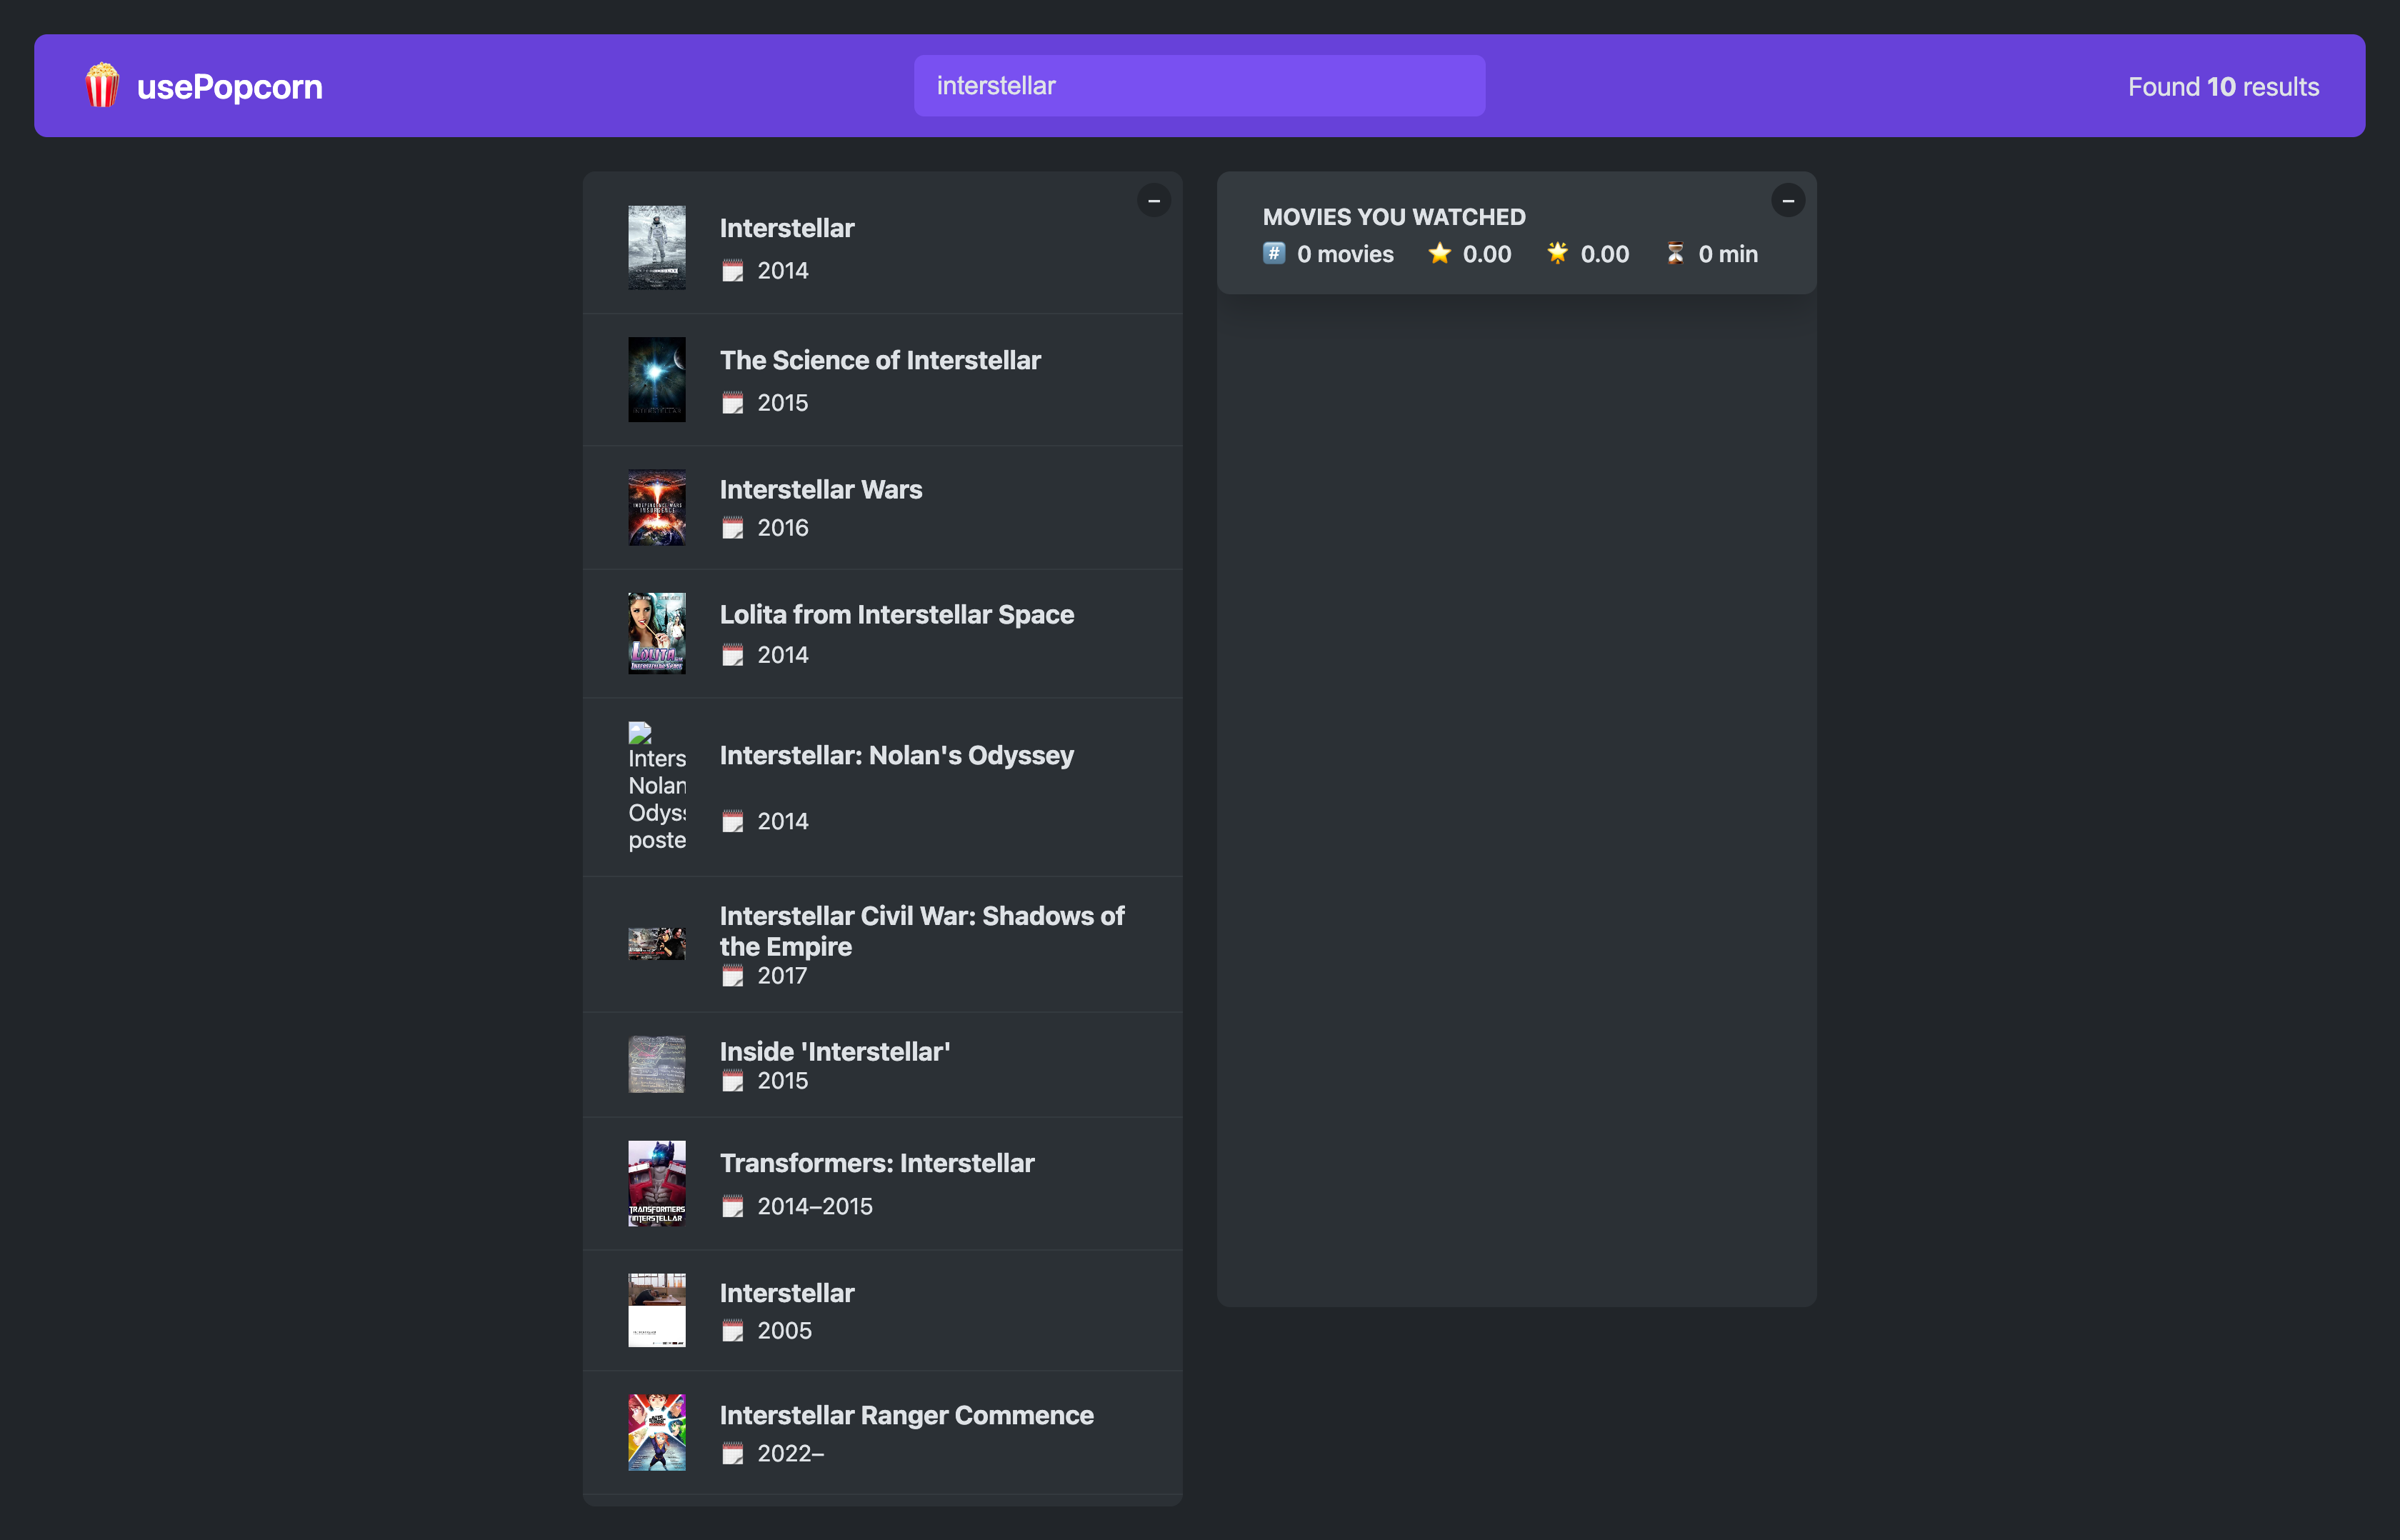 usePopcorn
interstellar
Found 10 results
Interstellar
2014
The Science of Interstellar
2015
Interstellar Wars
2016
Lolita from Interstellar Space
2014
Inters
Nolan
Odyss
poste
Interstellar: Nolan's Odyssey
2014
Interstellar Civil War: Shadows of
the Empire
2017
Inside 'Interstellar'
2015
TRANSFORMERS
INTERSTELLAR
Transformers: Interstellar
2014–2015
Interstellar
2005
Interstellar Ranger Commence
2022–
MOVIES YOU WATCHED
# 0 movies 0.00 0.00 0 min